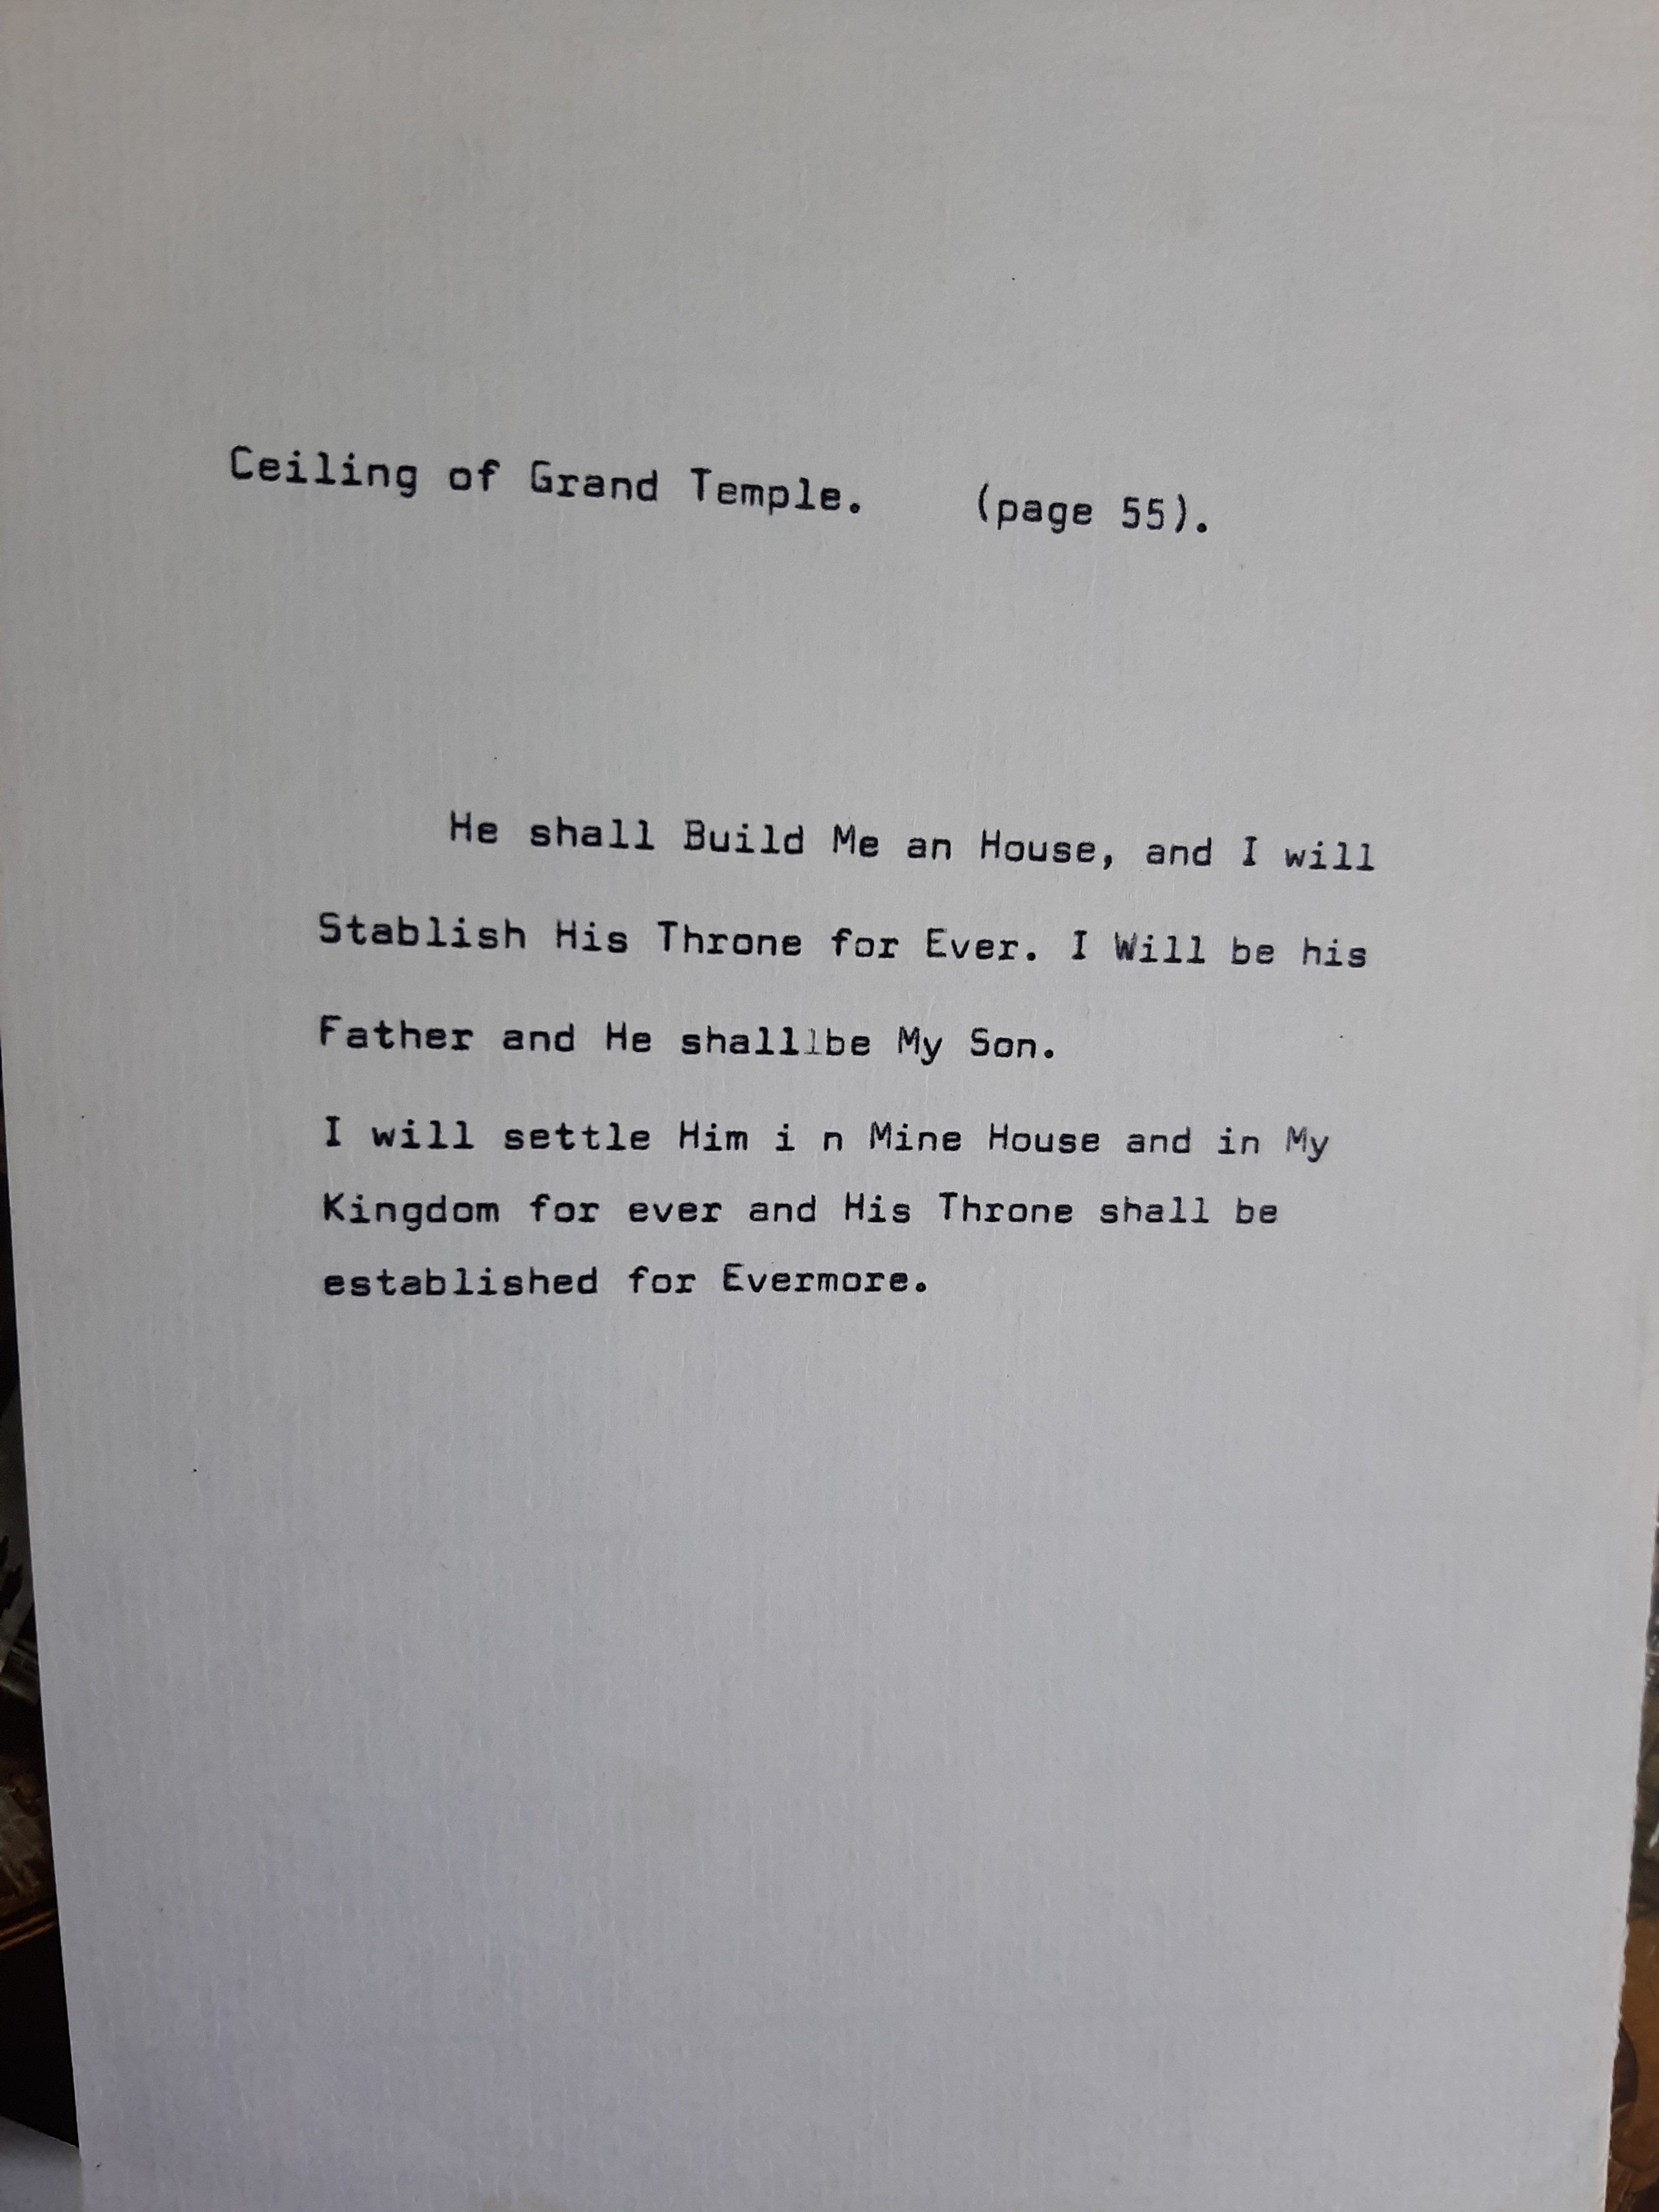 Ceiling of Grand Temple. (page 55).
He shall Build Me an House, and I will
Stablish His Throne for Ever. I Will be his
Father and He shalllbe My Son.
I will settle Him i n Mine House and in My
Kingdom for ever and His Throne shall be
established for Evermore.